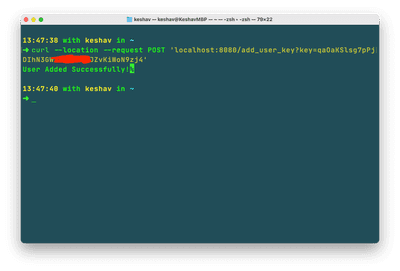 keshav — keshav@KeshavMBP — ~ — -zsh · -zsh — 79×22
13:47:38 with keshav in ~
➜ curl --location --request POST 'localhost:8080/add_user_key?key=qaOaKSlsg7pPj
DIhN3GW JZvKiWoN9zj4'
User Added Successfully!%
13:47:40 with keshav in ~
➜ _